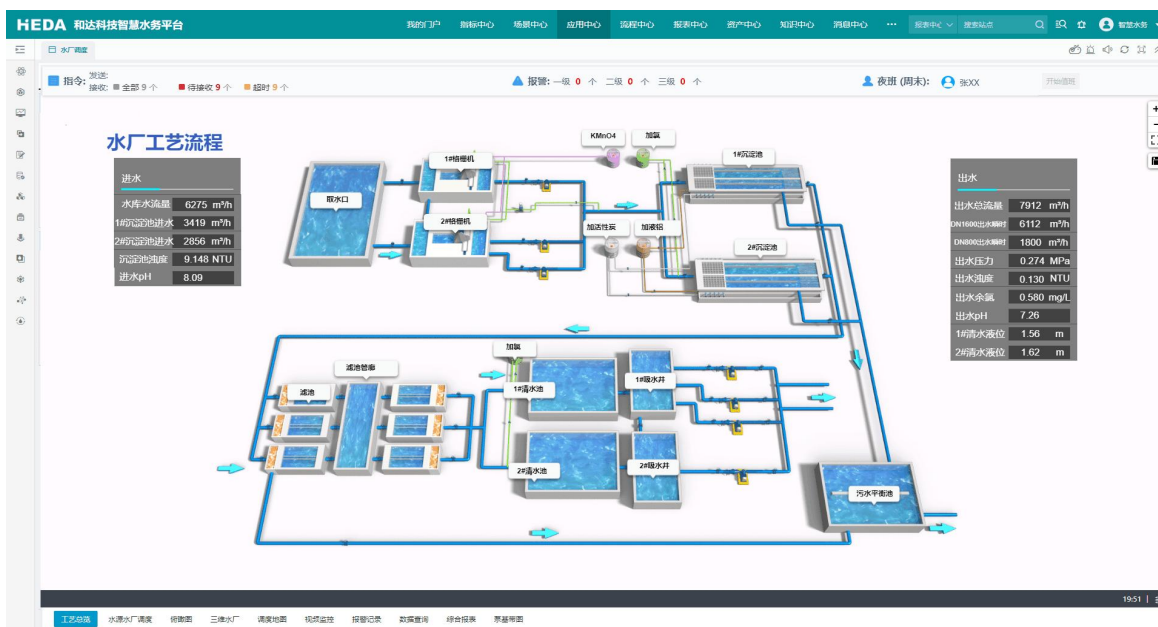 HEDA 和达科技智慧水务平台
我的门户 指标中心 场景中心 应用中心 流程中心 报表中心 资产中心 知识中心 消息中心 ··· 报表中心 搜索站点 智慧水务
水厂调度
指令: 发送:
接收: 全部 9 个 待接收 9 个 超时 9 个
报警: 一级 0 个 二级 0 个 三级 0 个
夜班 (周末): 张XX
开始值班
水厂工艺流程
进水
水库水流量 6275 m³/h
1#沉淀池进水 3419 m³/h
2#沉淀池进水 2856 m³/h
沉淀池浊度 9.148 NTU
进水pH 8.09
取水口
1#格栅机
2#格栅机
KMnO4
加氯
加活性炭
加液铝
1#沉淀池
2#沉淀池
出水
出水总流量 7912 m³/h
DN1600出水瞬时 6112 m³/h
DN800出水瞬时 1800 m³/h
出水压力 0.274 MPa
出水浊度 0.130 NTU
出水余氯 0.580 mg/L
出水pH 7.26
1#清水液位 1.56 m
2#清水液位 1.62 m
滤池管廊
滤池
加氯
1#清水池
1#吸水井
2#清水池
2#吸水井
污水平衡池
19:51
工艺总览 水源水厂调度 俯瞰图 三维水厂 调度地图 视频监控 报警记录 数据查询 综合报表 泵基带图